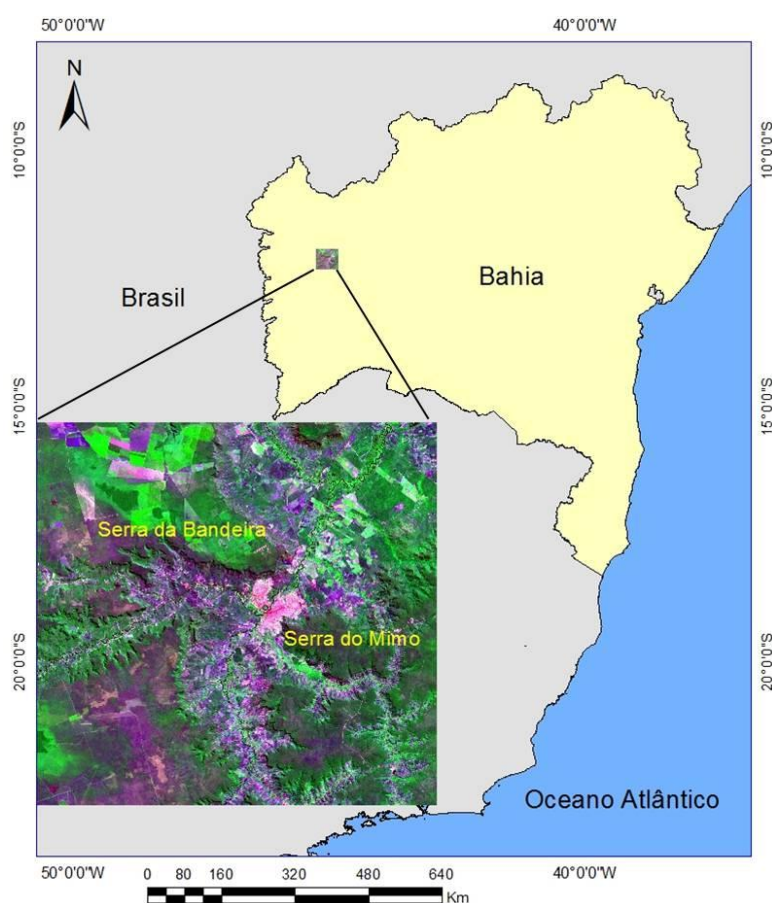 50°0'0"W 40°0'0"W
N
10°0'0"S 10°0'0"S
Bahia
Brasil
15°0'0"S 15°0'0"S
Serra da Bandeira
Serra do Mimo
20°0'0"S 20°0'0"S
Oceano Atlântico
50°0'0"W 40°0'0"W
0 80 160 320 480 640
Km